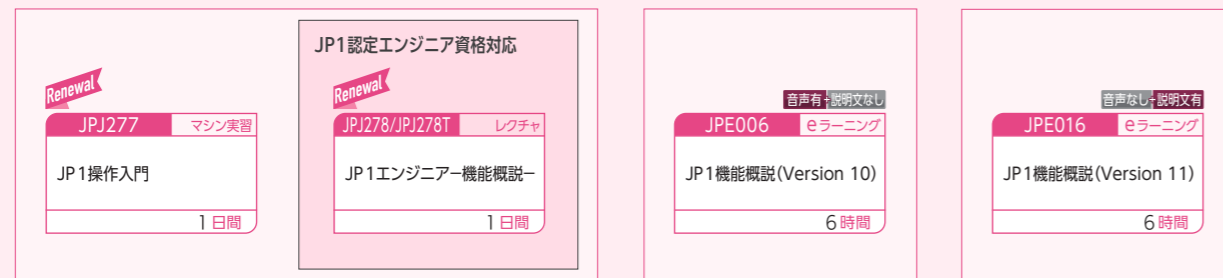 JP1認定エンジニア資格対応
Renewal
JPJ277 マシン実習
JP1操作入門
1日間
Renewal
JPJ278/JPJ278T レクチャ
JP1エンジニアー機能概説ー
1日間
音声有+説明文なし
JPE006 eラーニング
JP1機能概説(Version 10)
6時間
音声なし+説明文有
JPE016 eラーニング
JP1機能概説(Version 11)
6時間